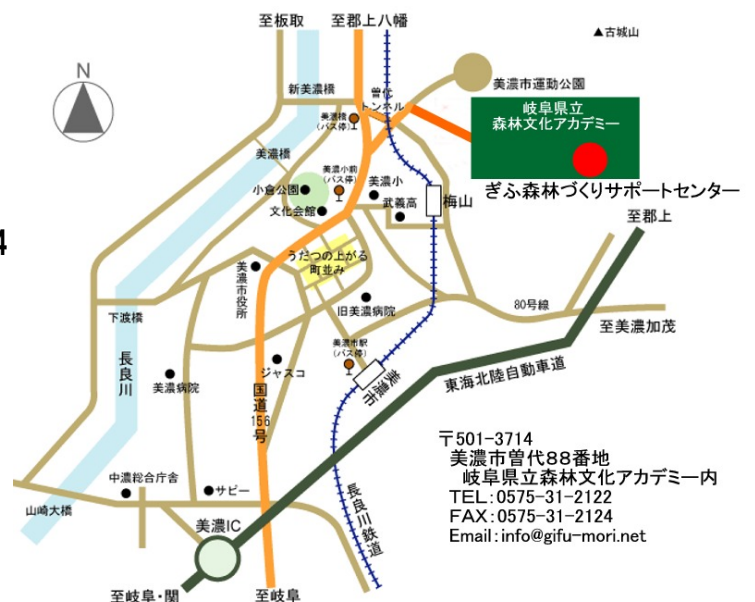 至板取
至郡上八幡
▲古城山
N
新美濃橋
曽代
トンネル
美濃市運動公園
岐阜県立
森林文化アカデミー
美濃橋
(バス停)
美濃橋
美濃小前
(バス停)
小倉公園
美濃小
ぎふ森林づくりサポートセンター
文化会館
武義高
梅山
至郡上
4
うだつの上がる
町並み
美濃市役所
下渡橋
旧美濃病院
80号線
至美濃加茂
長良川
美濃市駅
(バス停)
ジャスコ
美濃市
東海北陸自動車道
美濃病院
国道156号
〒501-3714
美濃市曽代88番地
岐阜県立森林文化アカデミー内
TEL:0575-31-2122
FAX:0575-31-2124
Email:info@gifu-mori.net
中濃総合庁舎
サビー
長良川鉄道
山崎大橋
美濃IC
至岐阜・関
至岐阜